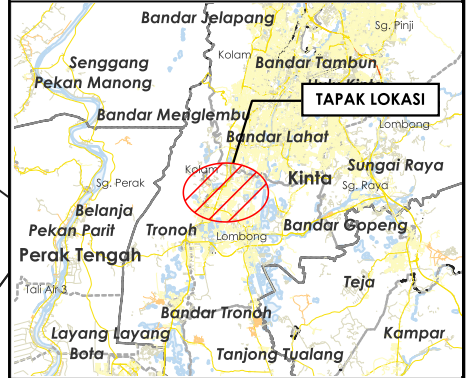 Bandar Jelapang
Sg. Pinji
Kolam
Senggang
Bandar Tambun
Pekan Manong
TAPAK LOKASI
Bandar Menglembu
Lombong
Bandar Lahat
Sungai Raya
Kolam
Kinta
Sg. Perak
Sg. Raya
Belanja
Pekan Parit
Tronoh
Bandar Gopeng
Lombong
Perak Tengah
Teja
Tali Air 3
Bandar Tronoh
Layang Layang
Kampar
Bota
Tanjong Tualang